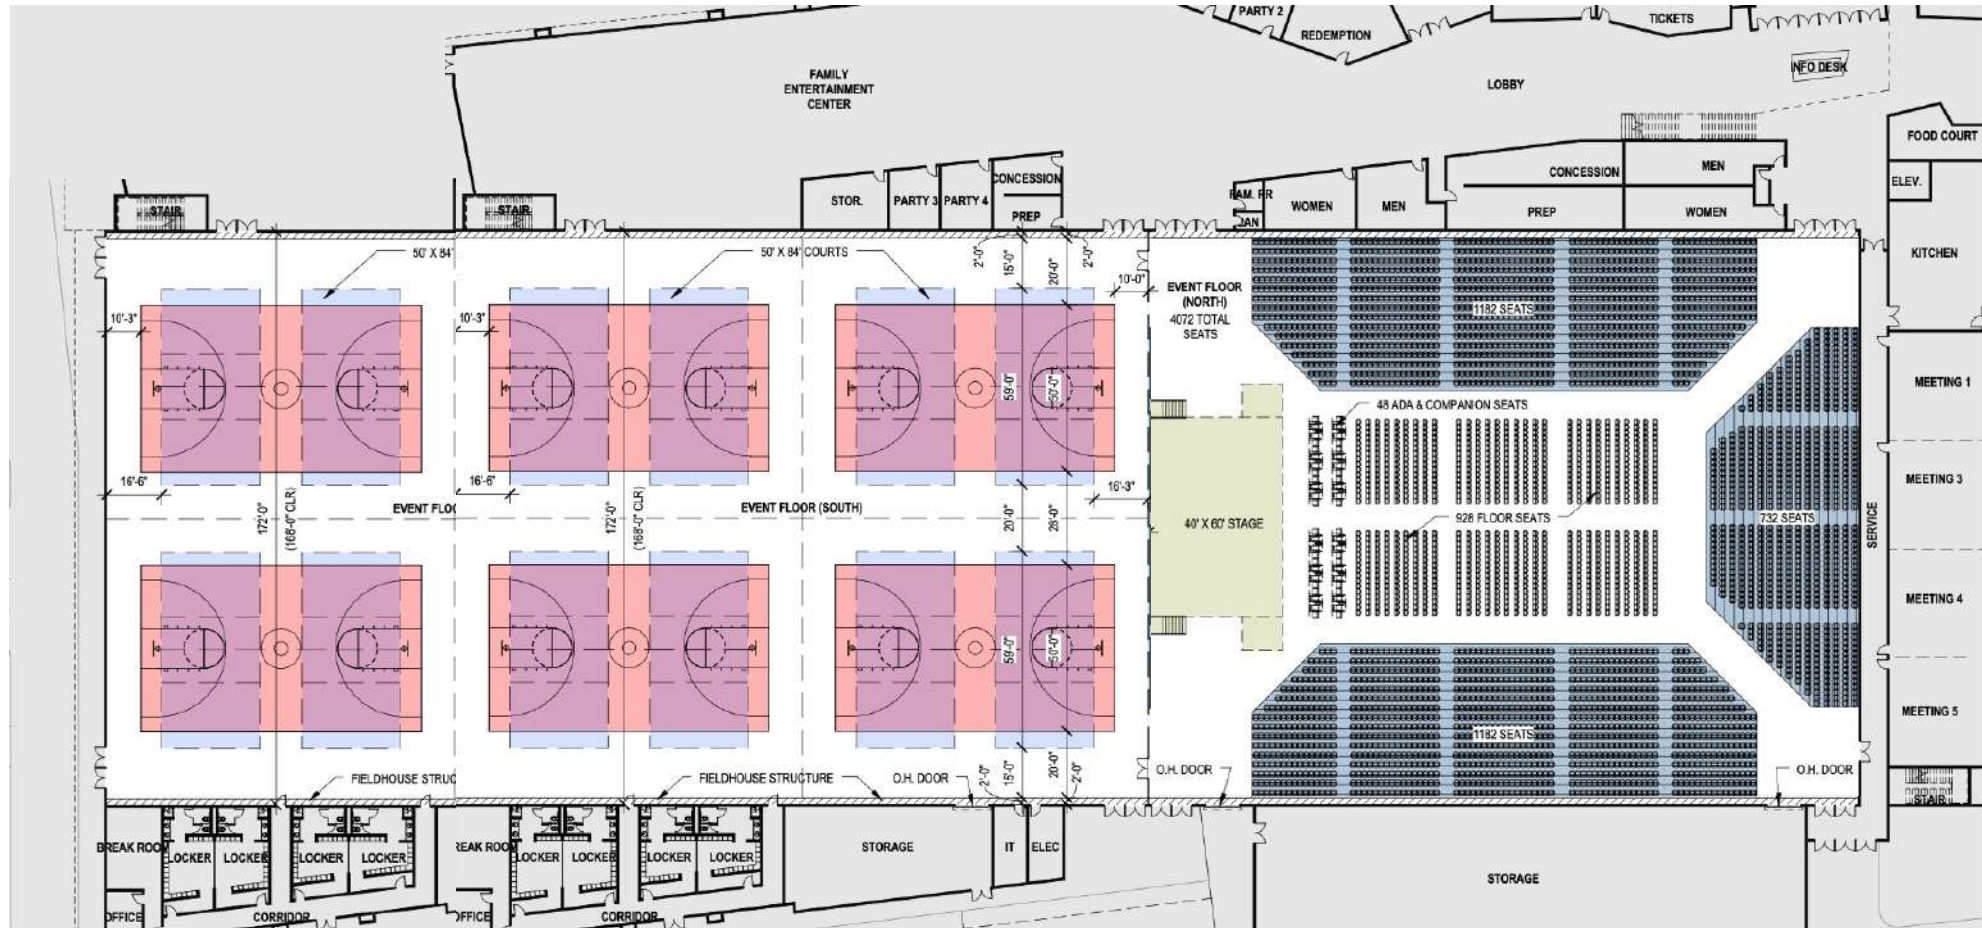 PARTY 2
REDEMPTION
TICKETS
INFO DESK
LOBBY
FAMILY
ENTERTAINMENT
CENTER
FOOD COURT
ELEV.
KITCHEN
STAIR
STAIR
STOR.
PARTY 3
PARTY 4
CONCESSION
PREP
WOMEN
MEN
CONCESSION
PREP
MEN
WOMEN
50' X 84'
50' X 84' COURTS
2'-0"
15'-0"
20'-0"
2'-0"
10'-0"
EVENT FLOOR
(NORTH)
4072 TOTAL
SEATS
1182 SEATS
10'-3"
10'-3"
59'-0"
50'-0"
48 ADA & COMPANION SEATS
MEETING 1
MEETING 3
16'-6"
16'-6"
16'-3"
172'-0"
(168'-0" CLR)
EVENT FLOO
172'-0"
(168'-0" CLR)
EVENT FLOOR (SOUTH)
20'-0"
28'-0"
40' X 60' STAGE
928 FLOOR SEATS
732 SEATS
SERVICE
MEETING 4
59'-0"
50'-0"
MEETING 5
1182 SEATS
FIELDHOUSE STRUC
FIELDHOUSE STRUCTURE
O.H. DOOR
2'-0"
15'-0"
20'-0"
2'-0"
O.H. DOOR
O.H. DOOR
STAIR
BREAK ROOM
LOCKER
LOCKER
LOCKER
LOCKER
REAK ROOM
LOCKER
LOCKER
LOCKER
LOCKER
STORAGE
IT
ELEC
STORAGE
OFFICE
CORRIDOR
OFFICE
CORRIDOR